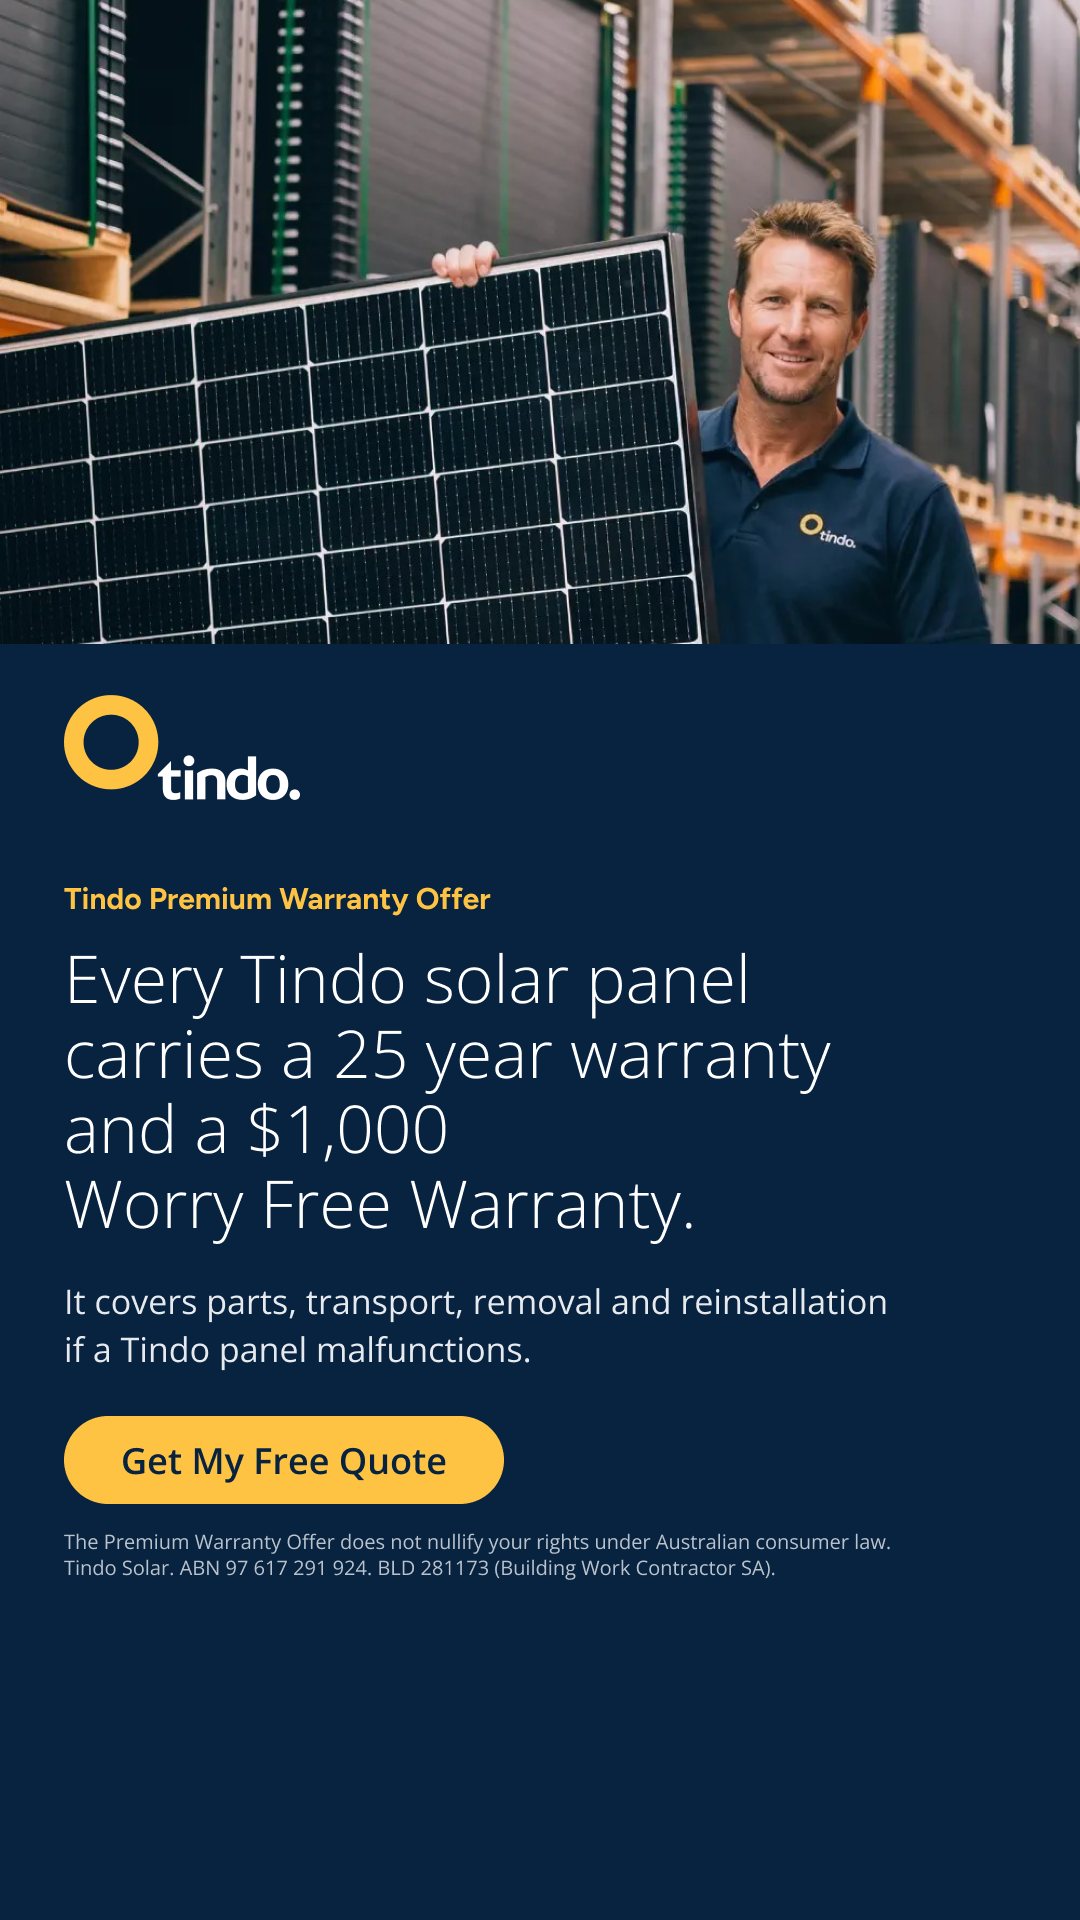 tindo.
tindo.
Tindo Premium Warranty Offer
Every Tindo solar panel
carries a 25 year warranty
and a $1,000
Worry Free Warranty.
It covers parts, transport, removal and reinstallation
if a Tindo panel malfunctions.
Get My Free Quote
The Premium Warranty Offer does not nullify your rights under Australian consumer law.
Tindo Solar. ABN 97 617 291 924. BLD 281173 (Building Work Contractor SA).